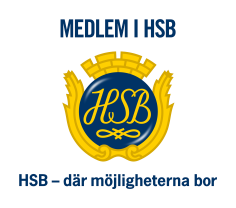 MEDLEM I HSB
HSB
HSB – där möjligheterna bor